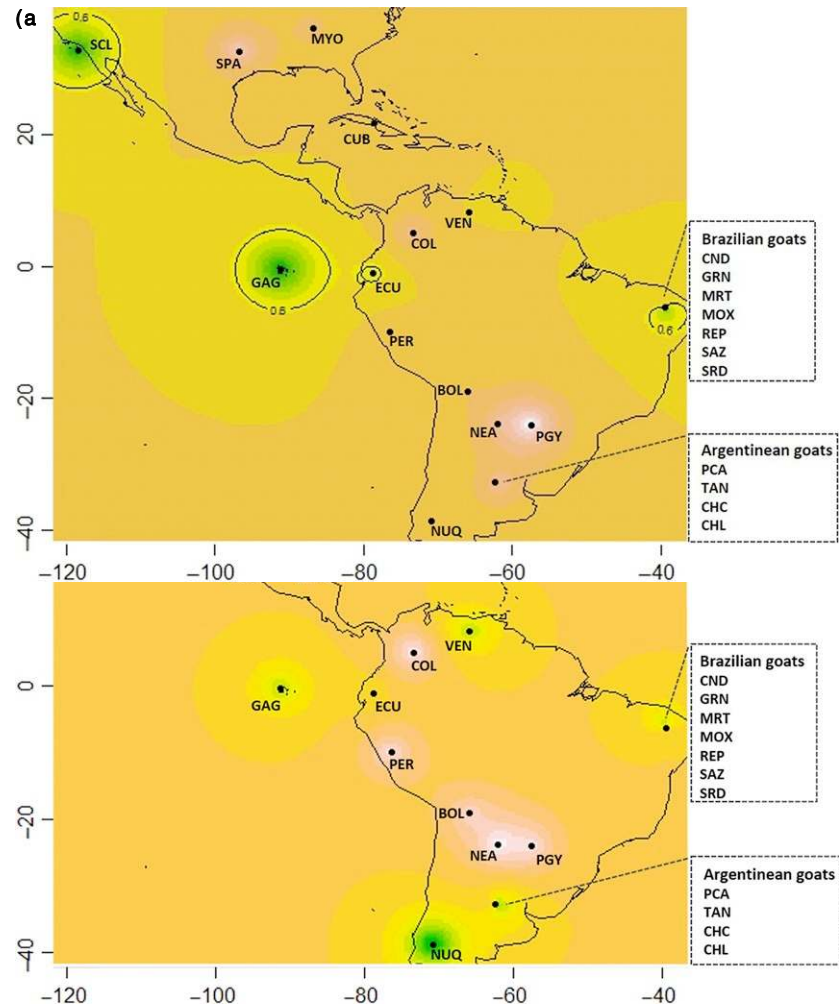 (a
0.6
SCL
SPA
MYO
20
CUB
VEN
COL
0
GAG
ECU
0.6
0.6
PER
−20
BOL
NEA
PGY
−40
NUQ
−120
−100
−80
−60
−40
Brazilian goats
CND
GRN
MRT
MOX
REP
SAZ
SRD
Argentinean goats
PCA
TAN
CHC
CHL
VEN
COL
0
GAG
ECU
PER
−20
BOL
NEA
PGY
−40
NUQ
−120
−100
−80
−60
−40
Brazilian goats
CND
GRN
MRT
MOX
REP
SAZ
SRD
Argentinean goats
PCA
TAN
CHC
CHL